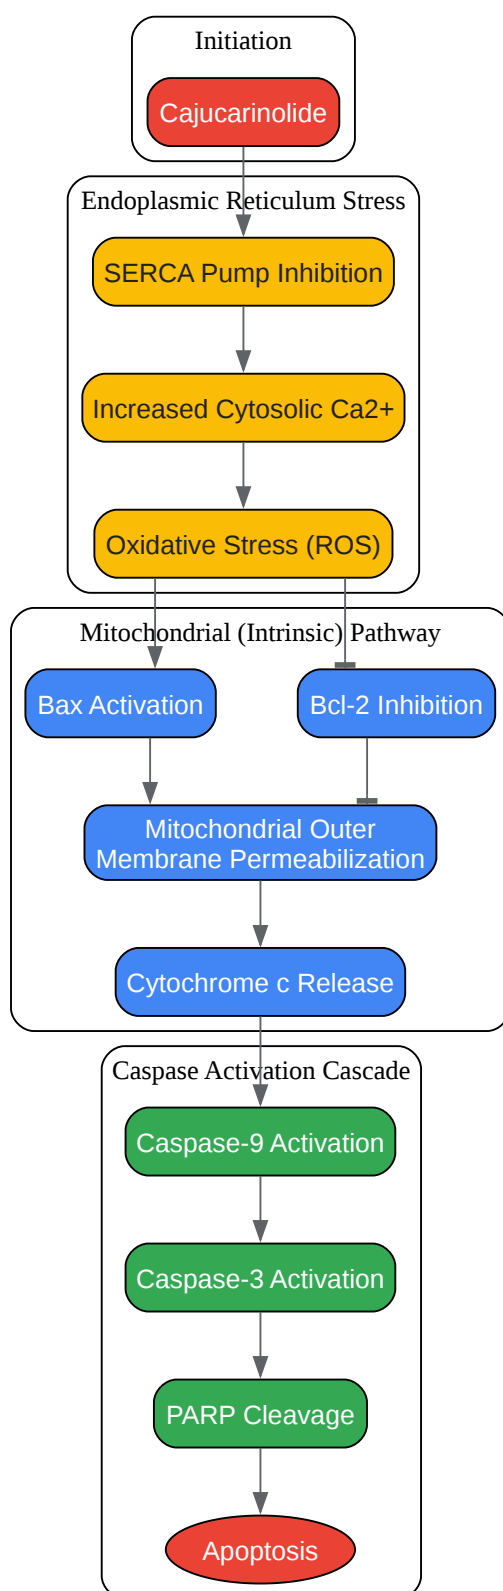 Initiation
Cajucarinolide
Endoplasmic Reticulum Stress
SERCA Pump Inhibition
Increased Cytosolic Ca2+
Oxidative Stress (ROS)
Mitochondrial (Intrinsic) Pathway
Bax Activation
Bcl-2 Inhibition
Mitochondrial Outer
Membrane Permeabilization
Cytochrome c Release
Caspase Activation Cascade
Caspase-9 Activation
Caspase-3 Activation
PARP Cleavage
Apoptosis